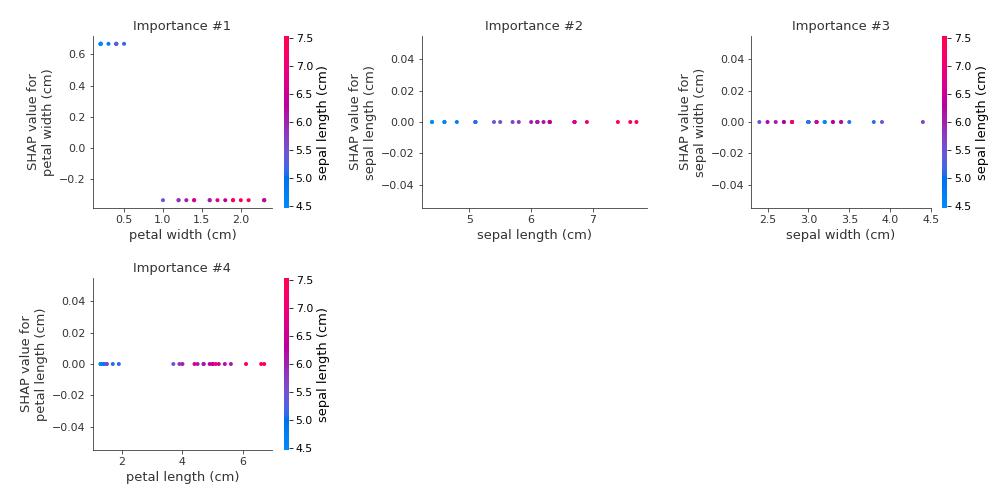 Importance #1
SHAP value for
petal width (cm)
0.6
0.4
0.2
0.0
−0.2
0.5
1.0
1.5
2.0
petal width (cm)
7.5
7.0
6.5
6.0
5.5
5.0
4.5
sepal length (cm)
Importance #2
SHAP value for
sepal length (cm)
0.04
0.02
0.00
−0.02
−0.04
5
6
7
sepal length (cm)
Importance #3
SHAP value for
sepal width (cm)
0.04
0.02
0.00
−0.02
−0.04
2.5
3.0
3.5
4.0
4.5
sepal width (cm)
7.5
7.0
6.5
6.0
5.5
5.0
4.5
sepal length (cm)
Importance #4
SHAP value for
petal length (cm)
0.04
0.02
0.00
−0.02
−0.04
2
4
6
petal length (cm)
7.5
7.0
6.5
6.0
5.5
5.0
4.5
sepal length (cm)